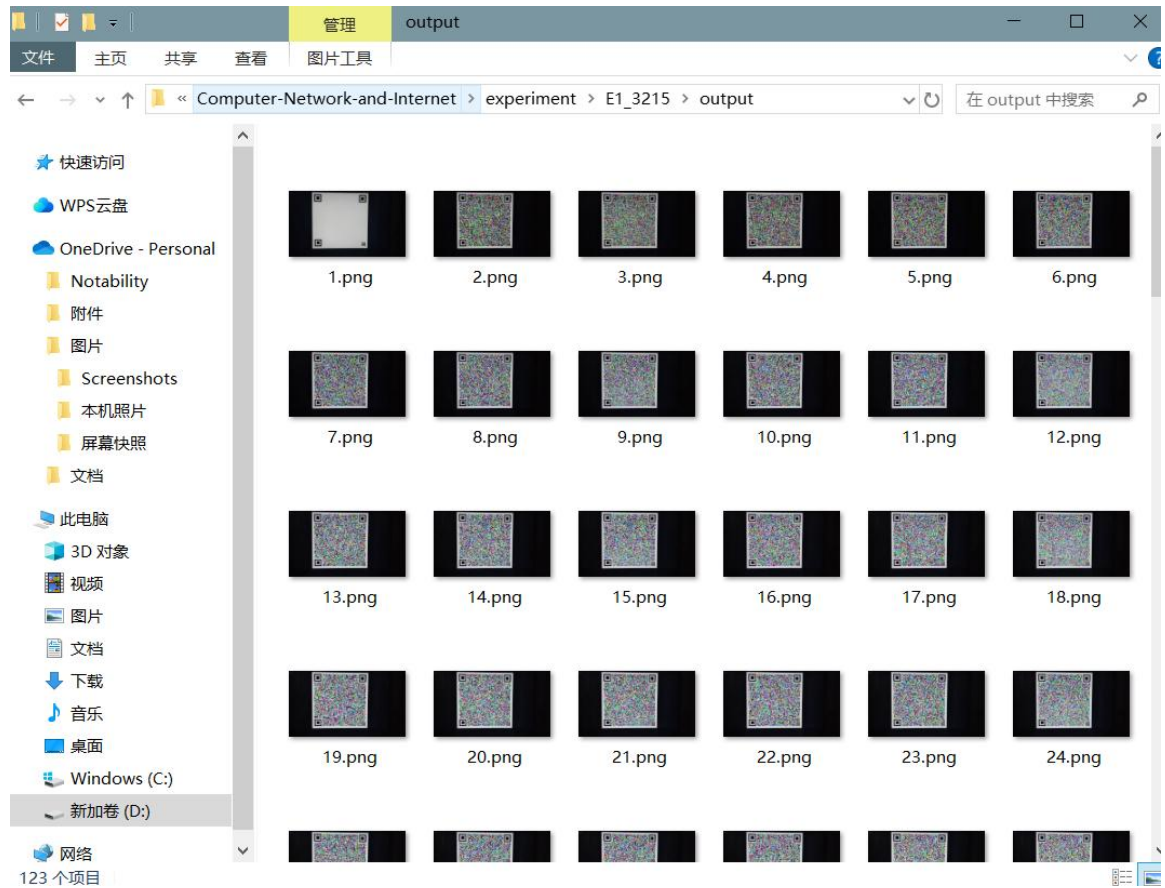 管理 output
文件 主页 共享 查看 图片工具
« Computer-Network-and-Internet > experiment > E1_3215 > output 在 output 中搜索
快速访问
WPS云盘
OneDrive - Personal
Notability
附件
图片
Screenshots
本机照片
屏幕快照
文档
此电脑
3D 对象
视频
图片
文档
下载
音乐
桌面
Windows (C:)
新加卷 (D:)
网络
1.png 2.png 3.png 4.png 5.png 6.png
7.png 8.png 9.png 10.png 11.png 12.png
13.png 14.png 15.png 16.png 17.png 18.png
19.png 20.png 21.png 22.png 23.png 24.png
123 个项目